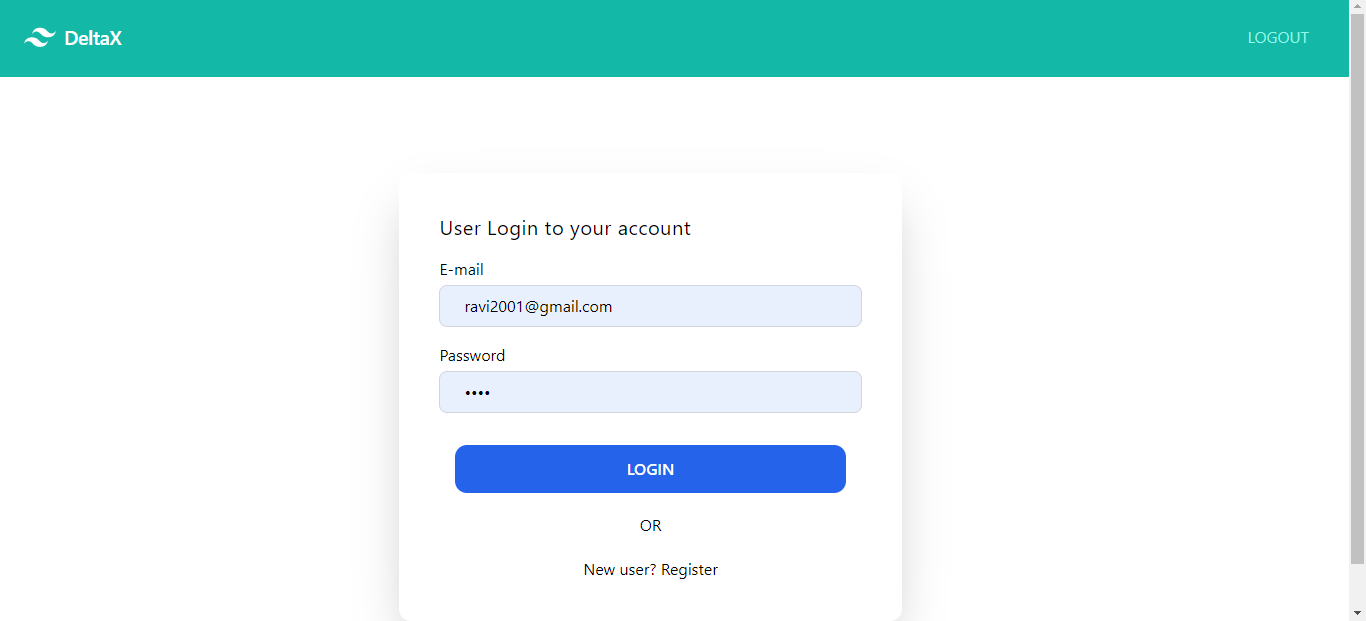 DeltaX
LOGOUT
User Login to your account
E-mail
ravi2001@gmail.com
Password
••••
LOGIN
OR
New user? Register